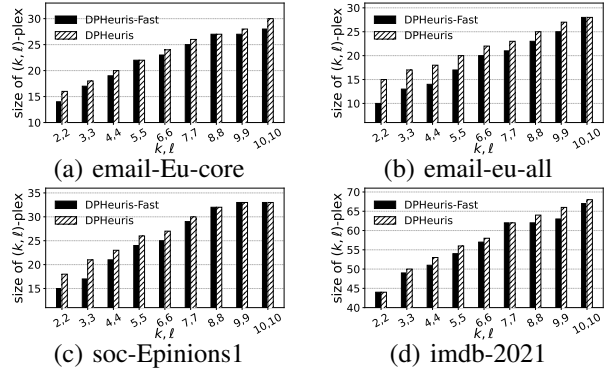 size of (k, ℓ)-plex
30
25
20
15
10
DPHeuris-Fast
DPHeuris
2,2 3,3 4,4 5,5 6,6 7,7 8,8 9,9 10,10
k, ℓ
(a) email-Eu-core
size of (k, ℓ)-plex
30
25
20
15
10
DPHeuris-Fast
DPHeuris
2,2 3,3 4,4 5,5 6,6 7,7 8,8 9,9 10,10
k, ℓ
(b) email-eu-all
size of (k, ℓ)-plex
35
30
25
20
15
DPHeuris-Fast
DPHeuris
2,2 3,3 4,4 5,5 6,6 7,7 8,8 9,9 10,10
k, ℓ
(c) soc-Epinions1
size of (k, ℓ)-plex
70
65
60
55
50
45
40
DPHeuris-Fast
DPHeuris
2,2 3,3 4,4 5,5 6,6 7,7 8,8 9,9 10,10
k, ℓ
(d) imdb-2021